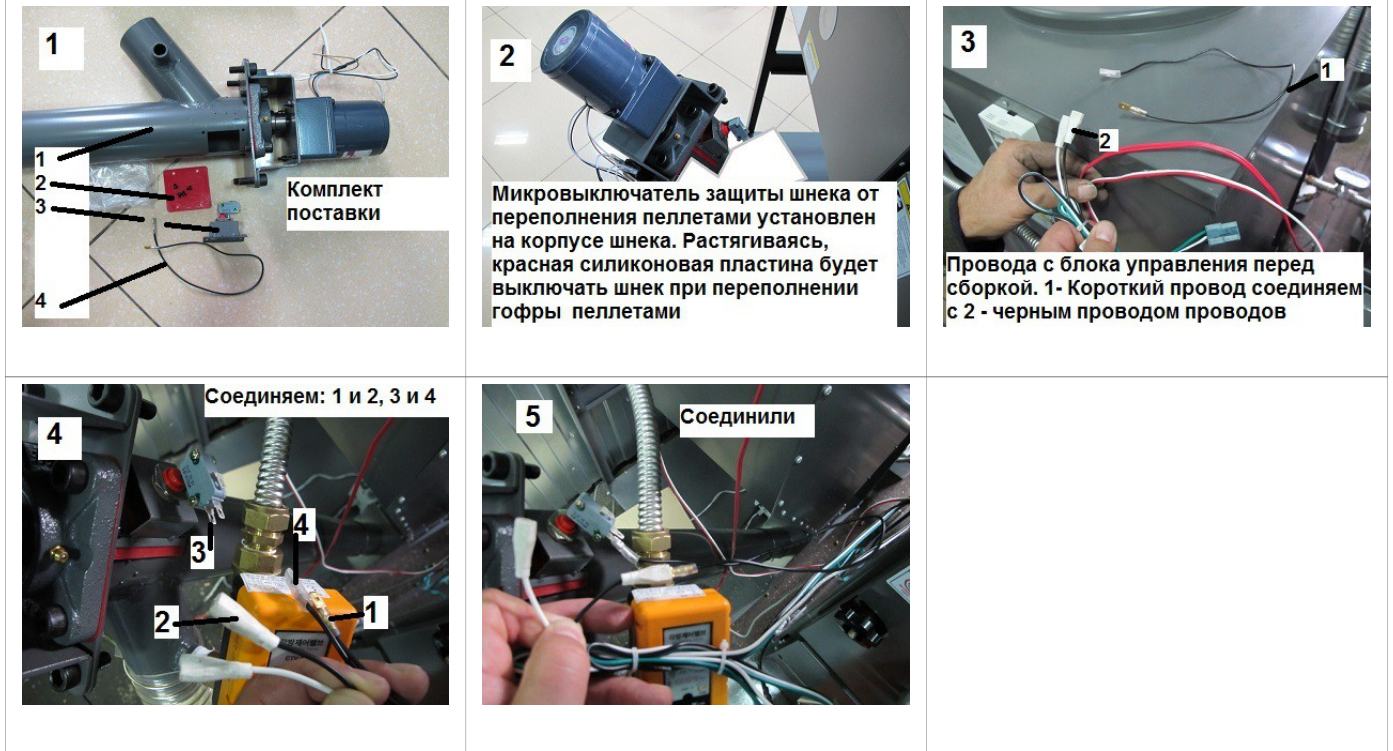 1
1
2
3
4
Комплект
поставки
2
Микровыключатель защиты шнека от
переполнения пеллетами установлен
на корпусе шнека. Растягиваясь,
красная силиконовая пластина будет
выключать шнек при переполнении
гофры пеллетами
3
1
2
Провода с блока управления перед
сборкой. 1- Короткий провод соединяем
с 2 - черным проводом проводов
4
Соединяем: 1 и 2, 3 и 4
3
4
2
1
5
Соединили